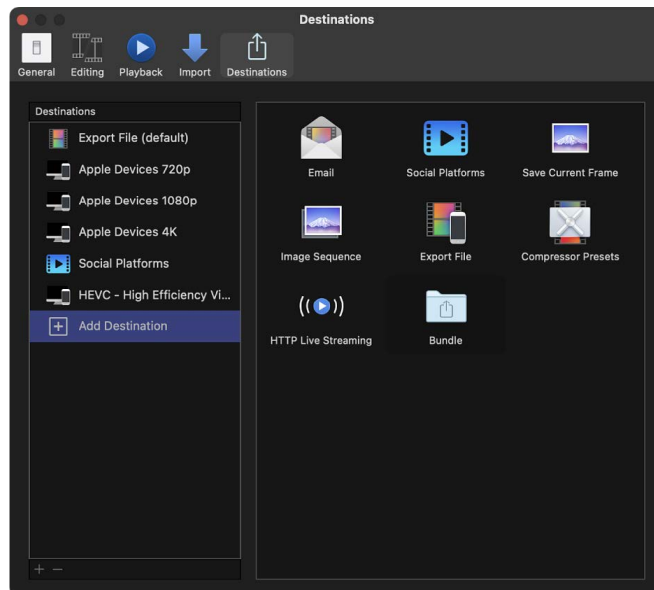 Destinations
General Editing Playback Import Destinations
Destinations
Export File (default)
Apple Devices 720p
Apple Devices 1080p
Apple Devices 4K
Social Platforms
HEVC - High Efficiency Vi...
Add Destination
Email Social Platforms Save Current Frame
Image Sequence Export File Compressor Presets
HTTP Live Streaming Bundle